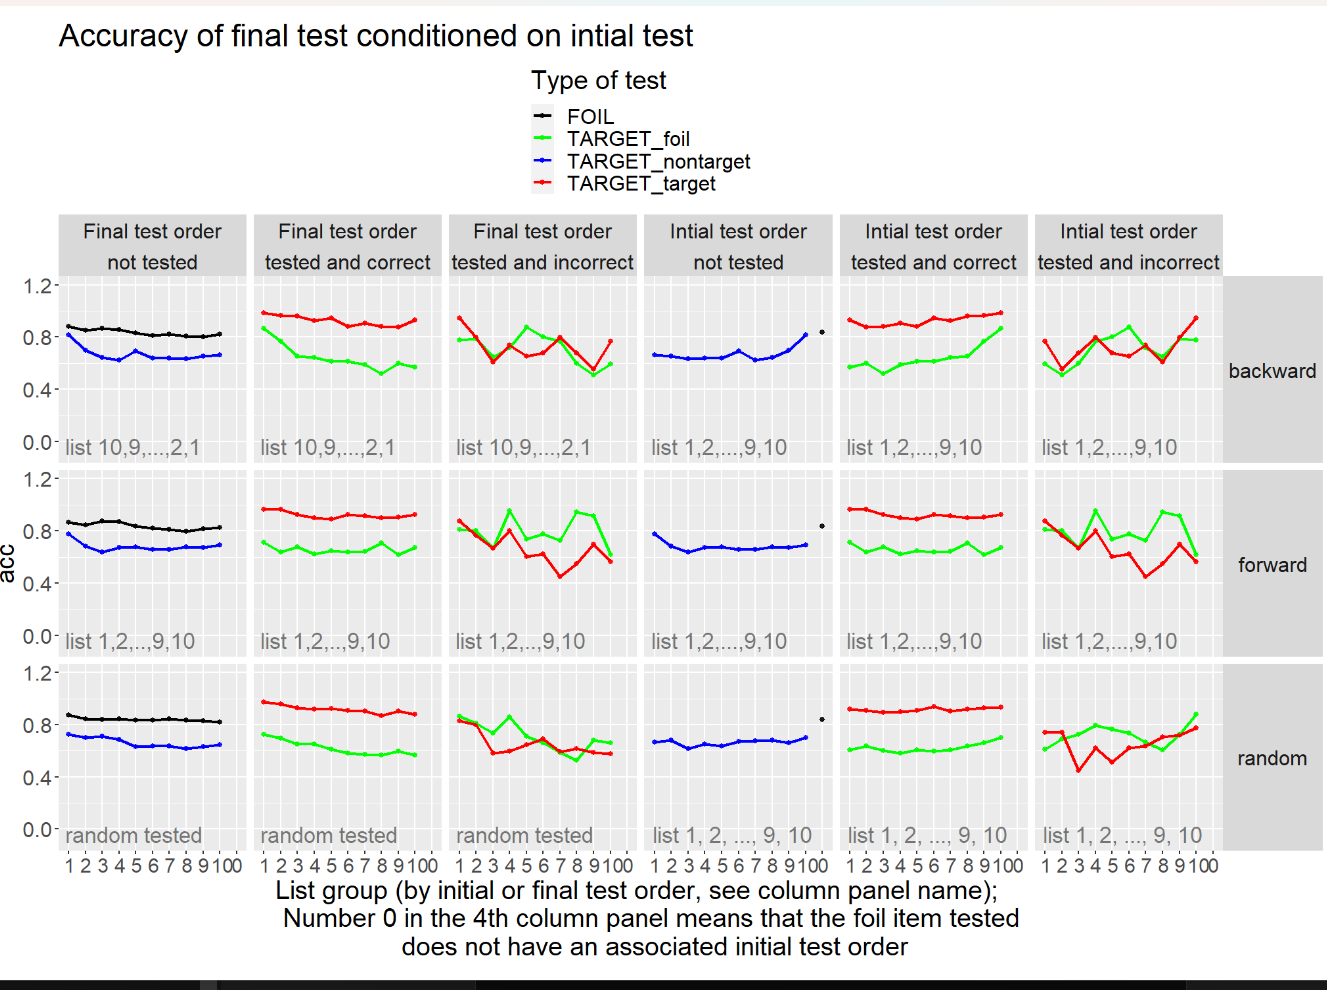 Accuracy of final test conditioned on intial test
Type of test
FOIL
TARGET_foil
TARGET_nontarget
TARGET_target
Final test order
not tested
Final test order
tested and correct
Final test order
tested and incorrect
Intial test order
not tested
Intial test order
tested and correct
Intial test order
tested and incorrect
1.2
0.8
0.4
0.0
list 10,9,...,2,1
list 10,9,...,2,1
list 10,9,...,2,1
list 1,2,...,9,10
list 1,2,...,9,10
list 1,2,...,9,10
backward
1.2
0.8
0.4
0.0
acc
list 1,2,..,9,10
list 1,2,..,9,10
list 1,2,..,9,10
list 1,2,...,9,10
list 1,2,...,9,10
list 1,2,...,9,10
forward
1.2
0.8
0.4
0.0
random tested
random tested
random tested
list 1, 2, ..., 9, 10
list 1, 2, ..., 9, 10
list 1, 2, ..., 9, 10
random
1 2 3 4 5 6 7 8 9 10 0
1 2 3 4 5 6 7 8 9 10 0
1 2 3 4 5 6 7 8 9 10 0
1 2 3 4 5 6 7 8 9 10 0
1 2 3 4 5 6 7 8 9 10 0
1 2 3 4 5 6 7 8 9 10 0
List group (by initial or final test order, see column panel name);
Number 0 in the 4th column panel means that the foil item tested
does not have an associated initial test order